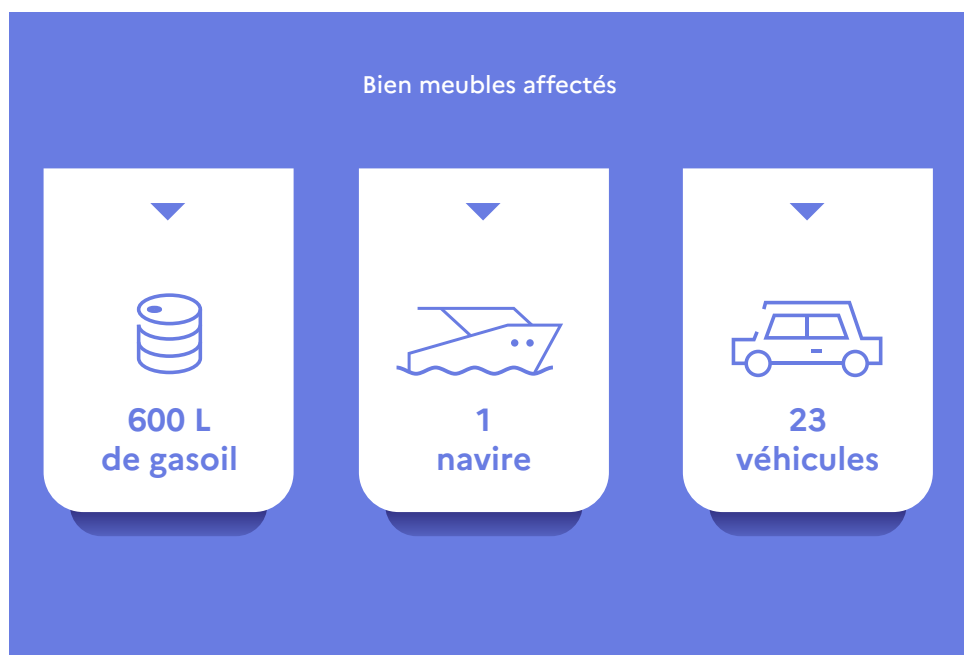 Bien meubles affectés
600 L
de gasoil
1
navire
23
véhicules